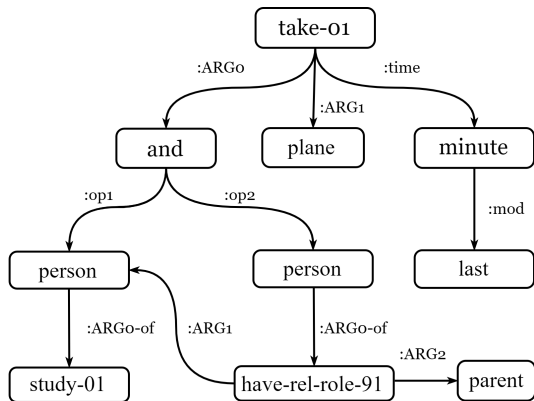 take-01
:ARG0
:time
:ARG1
and
plane
minute
:op1
:op2
:mod
person
person
last
:ARG0-of
:ARG1
:ARG0-of
:ARG2
study-01
have-rel-role-91
parent